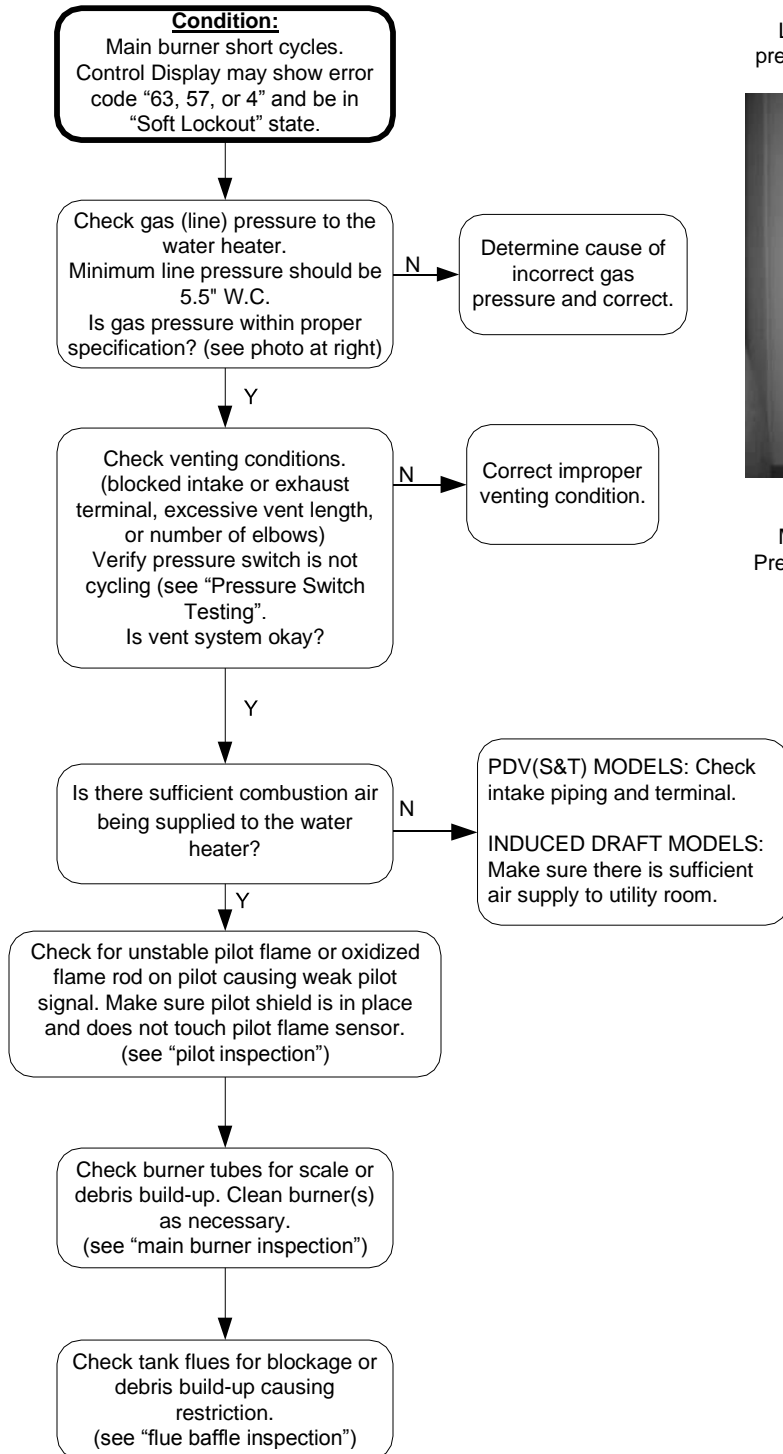 Condition:
Main burner short cycles.
Control Display may show error
code “63, 57, or 4” and be in
“Soft Lockout” state.
Check gas (line) pressure to the
water heater.
Minimum line pressure should be
5.5" W.C.
Is gas pressure within proper
specification? (see photo at right)
N
Determine cause of
incorrect gas
pressure and correct.
Y
Check venting conditions.
(blocked intake or exhaust
terminal, excessive vent length,
or number of elbows)
Verify pressure switch is not
cycling (see “Pressure Switch
Testing”.
Is vent system okay?
N
Correct improper
venting condition.
Y
Is there sufficient combustion air
being supplied to the water
heater?
N
PDV(S&T) MODELS: Check
intake piping and terminal.
INDUCED DRAFT MODELS:
Make sure there is sufficient
air supply to utility room.
Y
Check for unstable pilot flame or oxidized
flame rod on pilot causing weak pilot
signal. Make sure pilot shield is in place
and does not touch pilot flame sensor.
(see “pilot inspection”)
Check burner tubes for scale or
debris build-up. Clean burner(s)
as necessary.
(see “main burner inspection”)
Check tank flues for blockage or
debris build-up causing
restriction.
(see “flue baffle inspection”)